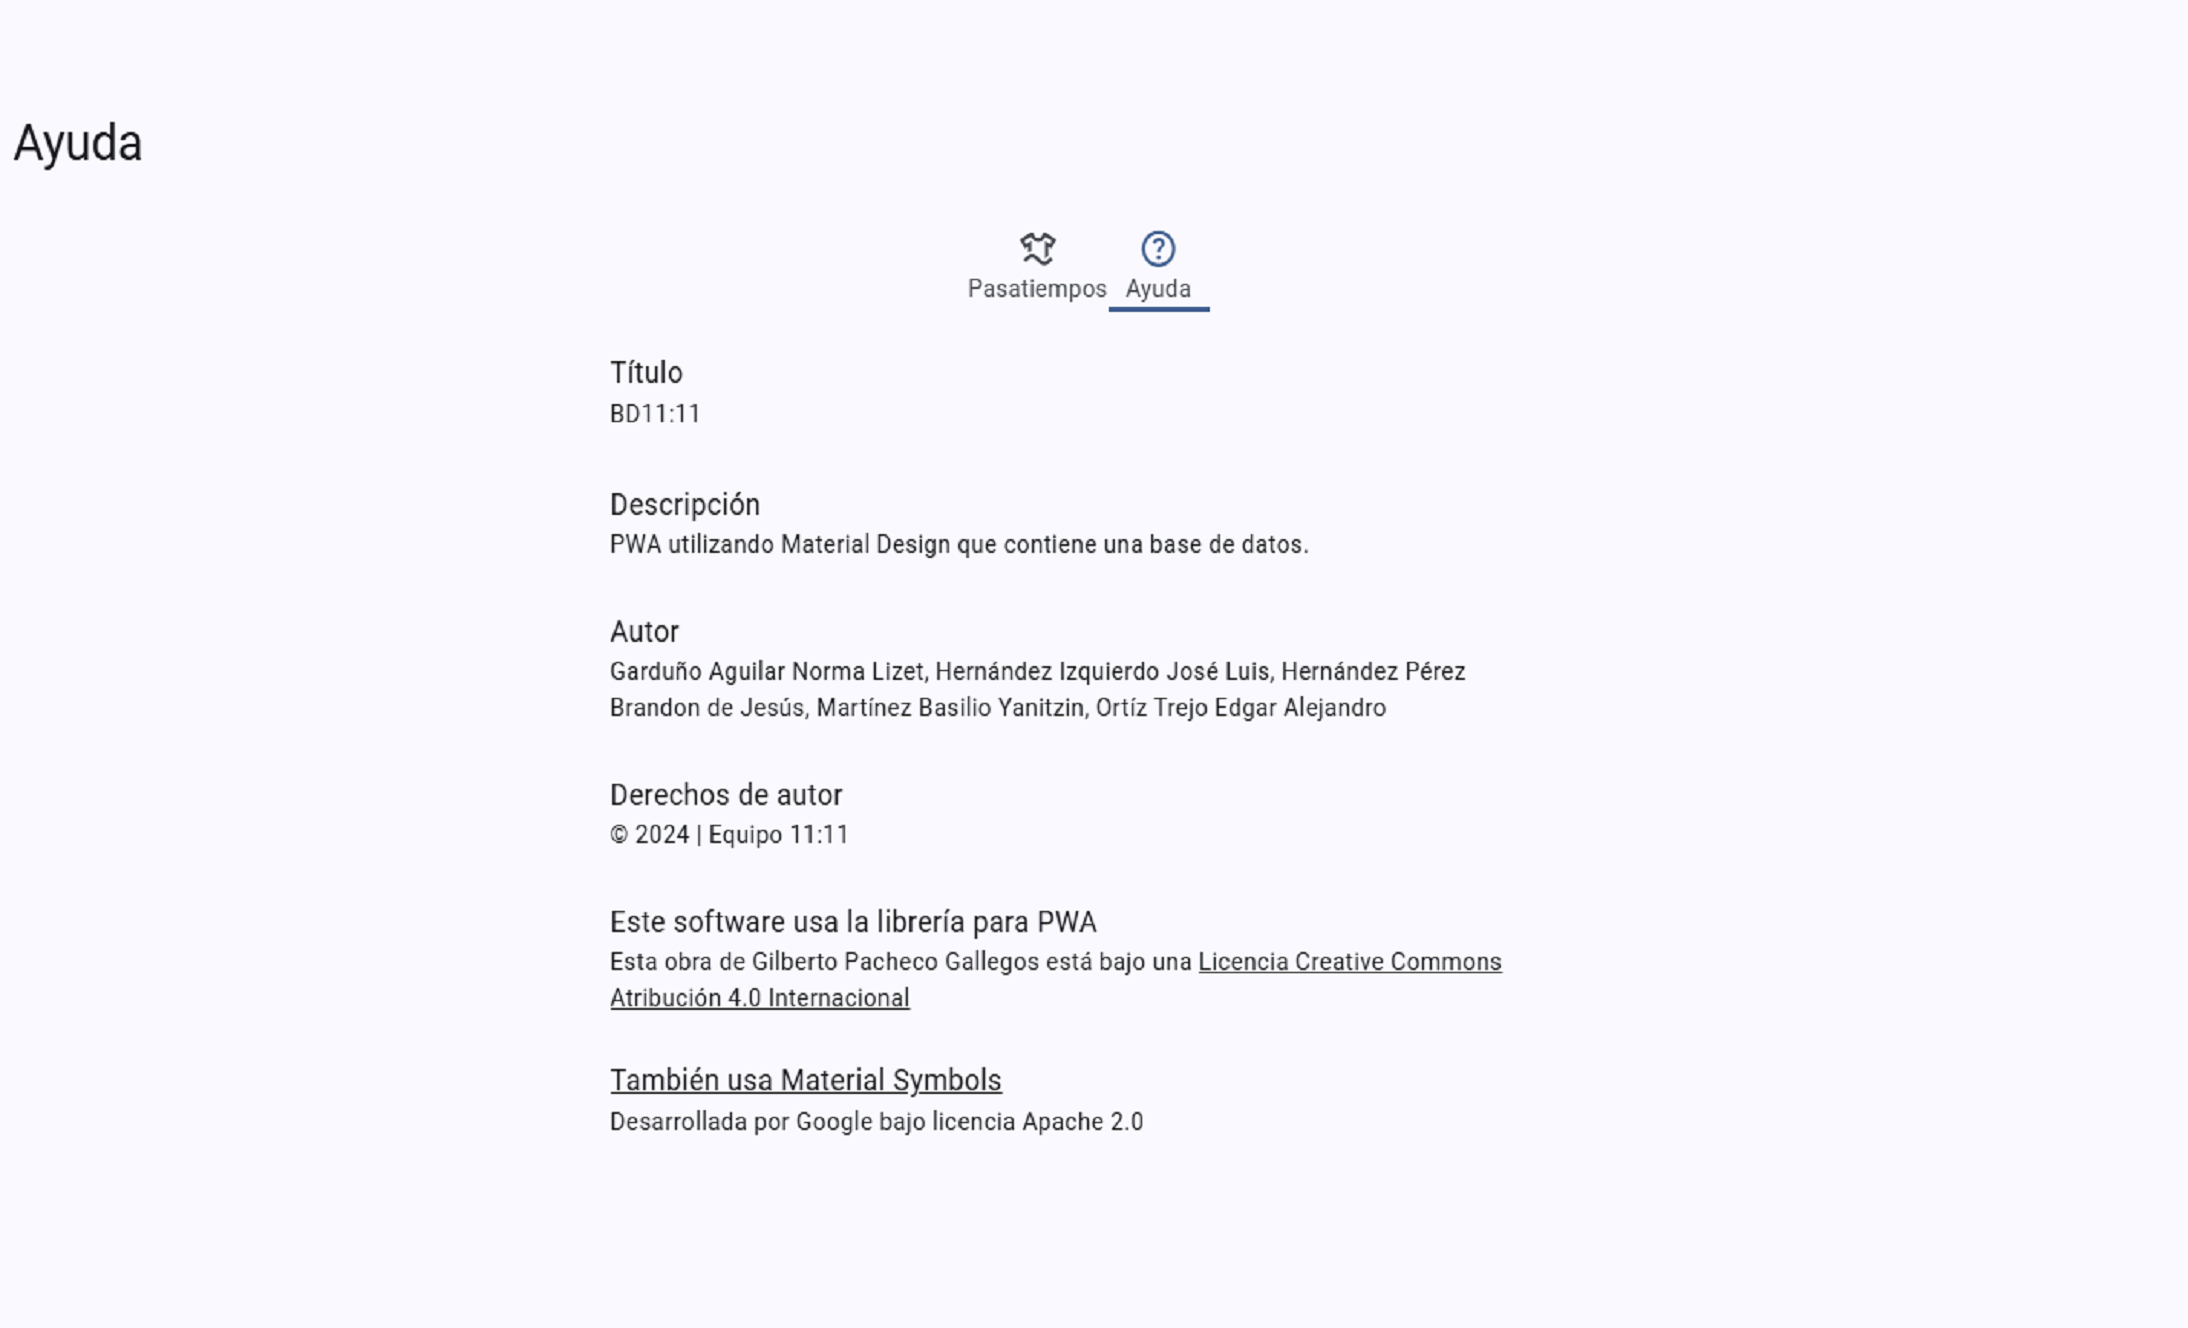 Ayuda
Pasatiempos Ayuda
Título
BD11:11
Descripción
PWA utilizando Material Design que contiene una base de datos.
Autor
Garduño Aguilar Norma Lizet, Hernández Izquierdo José Luis, Hernández Pérez
Brandon de Jesús, Martínez Basilio Yanitzin, Ortíz Trejo Edgar Alejandro
Derechos de autor
© 2024 | Equipo 11:11
Este software usa la librería para PWA
Esta obra de Gilberto Pacheco Gallegos está bajo una Licencia Creative Commons
Atribución 4.0 Internacional
También usa Material Symbols
Desarrollada por Google bajo licencia Apache 2.0